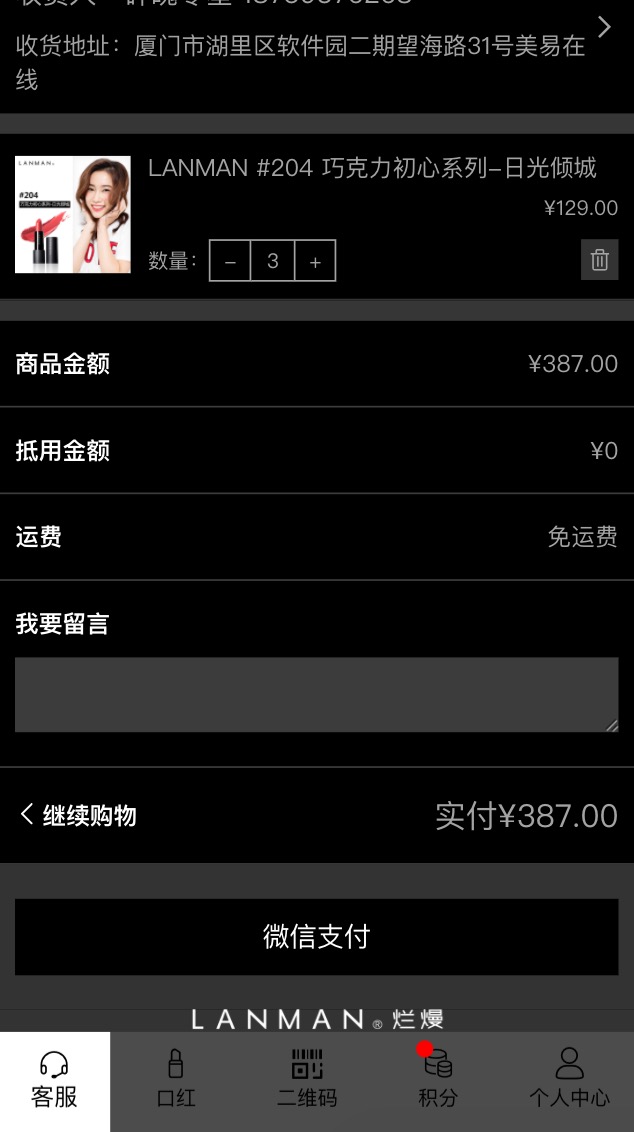 收货地址：厦门市湖里区软件园二期望海路31号美易在
线
LANMAN
#204
LANMAN #204 巧克力初心系列-日光倾城
¥129.00
数量： － 3 ＋
商品金额 ¥387.00
抵用金额 ¥0
运费 免运费
我要留言
继续购物 实付¥387.00
微信支付
LANMAN® 烂熳
客服 口红 二维码 积分 个人中心